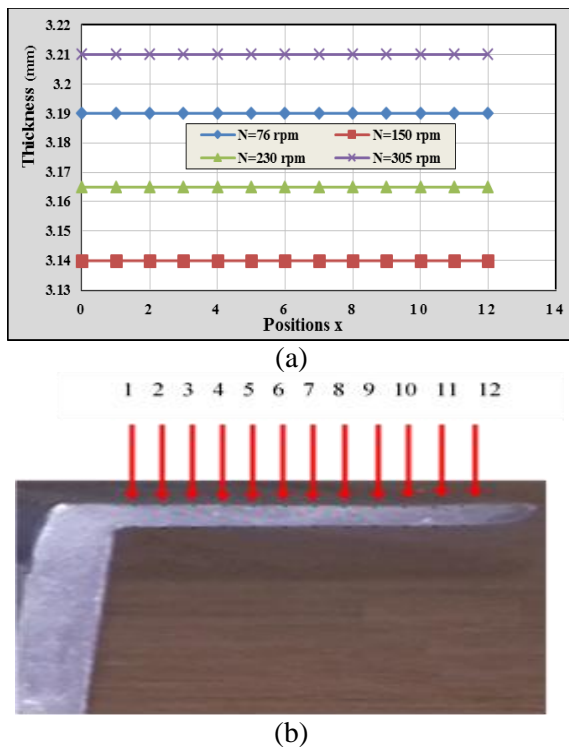 3.22
3.21
3.2
3.19
3.18
3.17
3.16
3.15
3.14
3.13
Thickness (mm)
N=76 rpm N=150 rpm
N=230 rpm N=305 rpm
0 2 4 6 8 10 12 14
Positions x
(a)
1 2 3 4 5 6 7 8 9 10 11 12
(b)